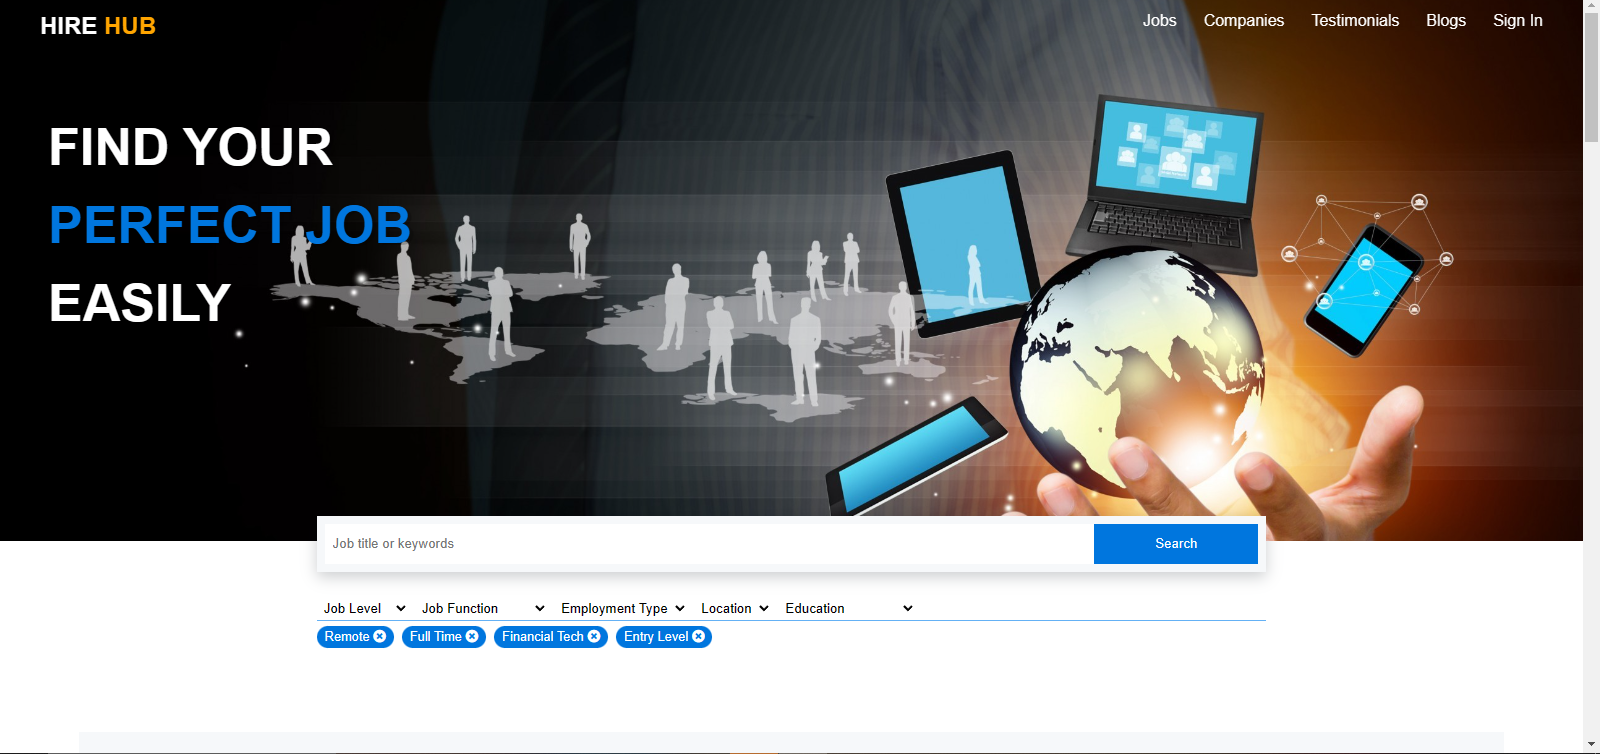 HIRE HUB
Jobs Companies Testimonials Blogs Sign In
FIND YOUR
PERFECT JOB
EASILY
Job title or keywords Search
Job Level Job Function Employment Type Location Education
Remote Full Time Financial Tech Entry Level